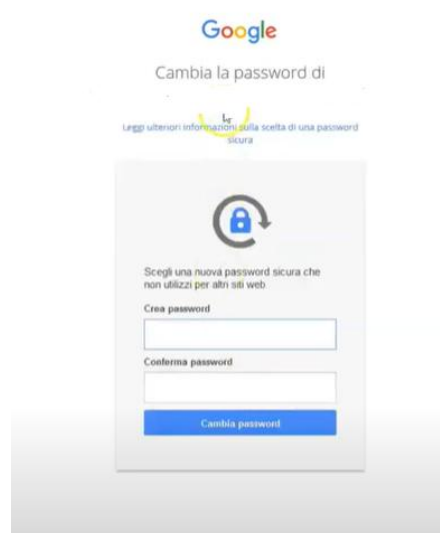 Google
Cambia la password di
Leggi ulteriori informazioni sulla scelta di una password
sicura
Scegli una nuova password sicura che
non utilizzi per altri siti web
Crea password
Conferma password
Cambia password